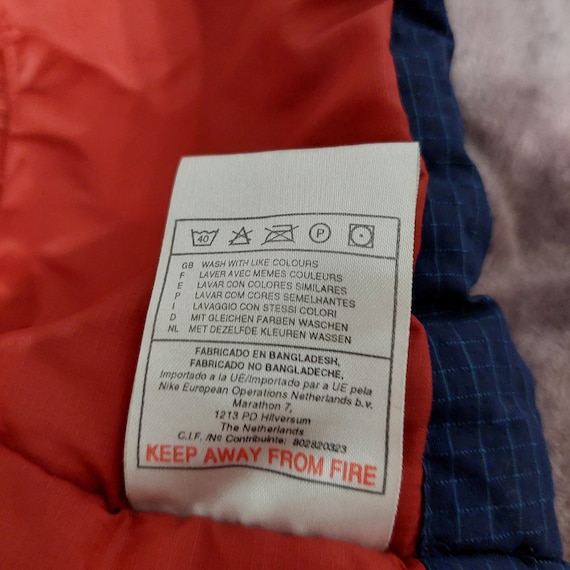 40 P
GB WASH WITH LIKE COLOURS
F LAVER AVEC MEMES COULEURS
E LAVAR CON COLORES SIMILARES
P LAVAR COM CORES SEMELHANTES
I LAVAGGIO CON STESSI COLORI
D MIT GLEICHEN FARBEN WASCHEN
NL MET DEZELFDE KLEUREN WASSEN
FABRICADO EN BANGLADESH,
FABRICADO NO BANGLADECHE,
Importado a la UE/Importado par a UE pela
Nike European Operations Netherlands b.v.
Marathon 7,
1213 PD Hilversum
The Netherlands
C.I.F. /No Contribuinte: 802820323
KEEP AWAY FROM FIRE